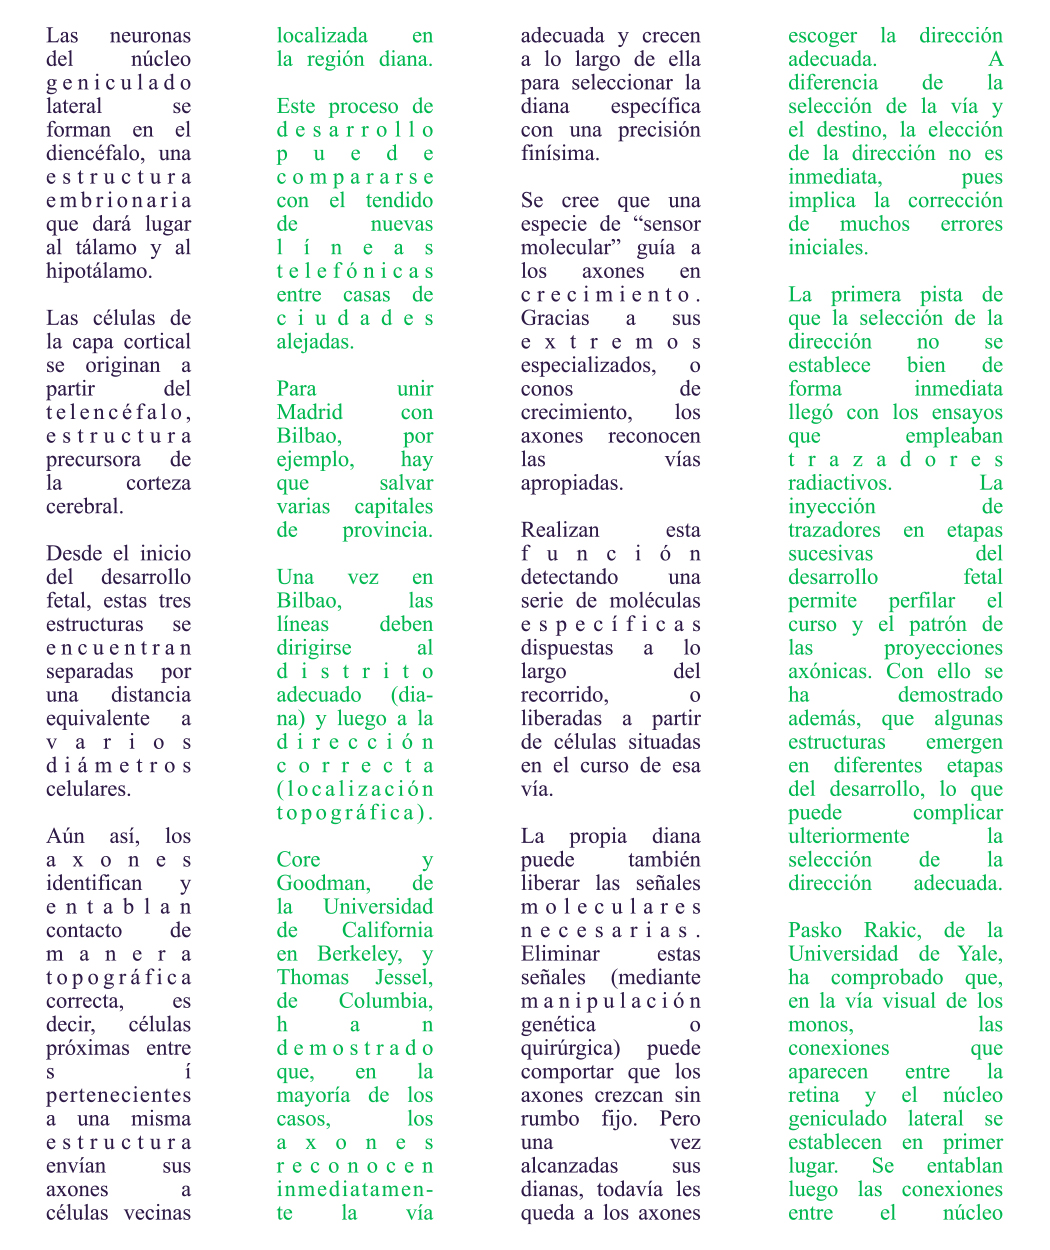 Las neuronas
del núcleo
geniculado
lateral se
forman en el
diencéfalo, una
estructura
embrionaria
que dará lugar
al tálamo y al
hipotálamo.
Las células de
la capa cortical
se originan a
partir del
telencéfalo,
estructura
precursora de
la corteza
cerebral.
Desde el inicio
del desarrollo
fetal, estas tres
estructuras se
encuentran
separadas por
una distancia
equivalente a
varios
diámetros
celulares.
Aún así, los
axones
identifican y
entablan
contacto de
manera
topográfica
correcta, es
decir, células
próximas entre
sí
pertenecientes
a una misma
estructura
envían sus
axones a
células vecinas
localizada en
la región diana.
Este proceso de
desarrollo
puede
compararse
con el tendido
de nuevas
líneas
telefónicas
entre casas de
ciudades
alejadas.
Para unir
Madrid con
Bilbao, por
ejemplo, hay
que salvar
varias capitales
de provincia.
Una vez en
Bilbao, las
líneas deben
dirigirse al
distrito
adecuado (dia-
na) y luego a la
dirección
correcta
(localización
topográfica).
Core y
Goodman, de
la Universidad
de California
en Berkeley, y
Thomas Jessel,
de Columbia,
han
demostrado
que, en la
mayoría de los
casos, los
axones
reconocen
inmediatamen-
te la vía
adecuada y crecen
a lo largo de ella
para seleccionar la
diana específica
con una precisión
finísima.
Se cree que una
especie de “sensor
molecular” guía a
los axones en
crecimiento.
Gracias a sus
extremos
especializados, o
conos de
crecimiento, los
axones reconocen
las vías
apropiadas.
Realizan esta
función
detectando una
serie de moléculas
específicas
dispuestas a lo
largo del
recorrido, o
liberadas a partir
de células situadas
en el curso de esa
vía.
La propia diana
puede también
liberar las señales
moleculares
necesarias.
Eliminar estas
señales (mediante
manipulación
genética o
quirúrgica) puede
comportar que los
axones crezcan sin
rumbo fijo. Pero
una vez
alcanzadas sus
dianas, todavía les
queda a los axones
escoger la dirección
adecuada. A
diferencia de la
selección de la vía y
el destino, la elección
de la dirección no es
inmediata, pues
implica la corrección
de muchos errores
iniciales.
La primera pista de
que la selección de la
dirección no se
establece bien de
forma inmediata
llegó con los ensayos
que empleaban
trazadores
radiactivos. La
inyección de
trazadores en etapas
sucesivas del
desarrollo fetal
permite perfilar el
curso y el patrón de
las proyecciones
axónicas. Con ello se
ha demostrado
además, que algunas
estructuras emergen
en diferentes etapas
del desarrollo, lo que
puede complicar
ulteriormente la
selección de la
dirección adecuada.
Pasko Rakic, de la
Universidad de Yale,
ha comprobado que,
en la vía visual de los
monos, las
conexiones que
aparecen entre la
retina y el núcleo
geniculado lateral se
establecen en primer
lugar. Se entablan
luego las conexiones
entre el núcleo